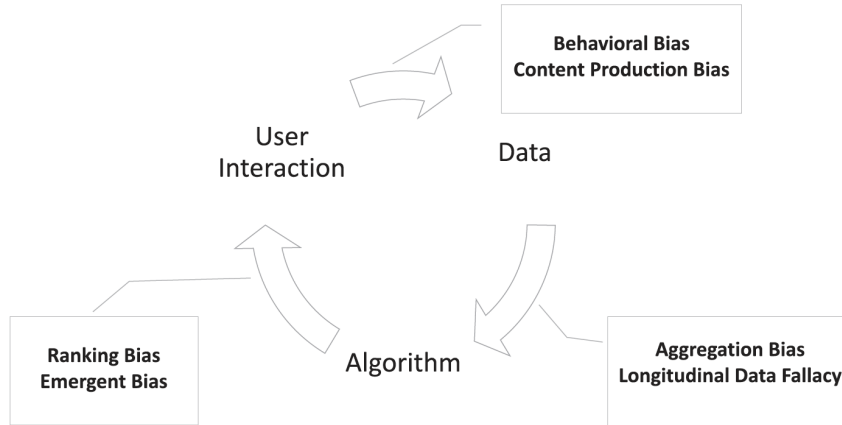 Behavioral Bias
Content Production Bias
User
Interaction
Data
Ranking Bias
Emergent Bias
Algorithm
Aggregation Bias
Longitudinal Data Fallacy